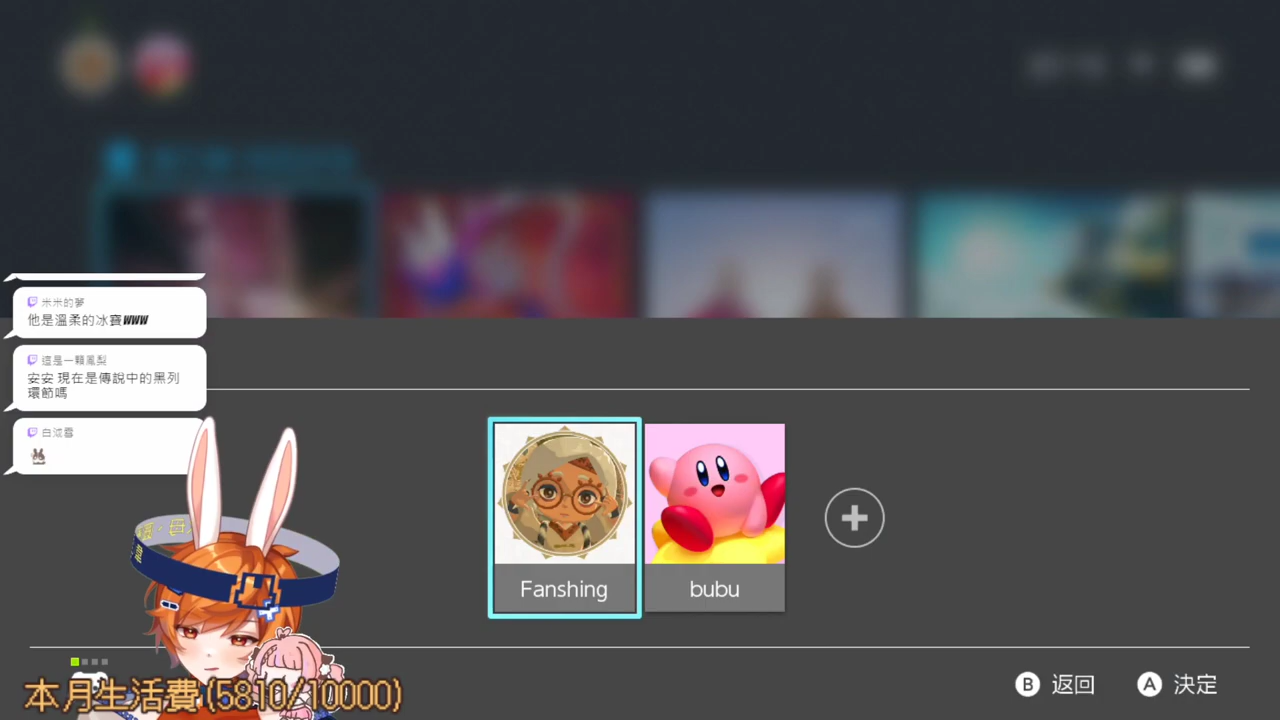 米米的夢
他是溫柔的冰寶WWW
這是一顆鳳梨
安安 現在是傳說中的黑列
環節嗎
白淢雪
Fanshing
bubu
B 返回
A 決定
本月生活費(5810/10000)